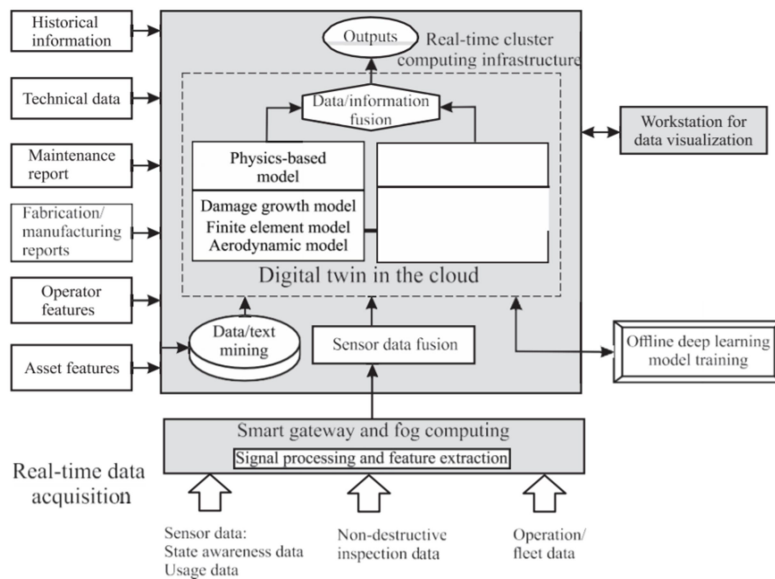 Historical
information
Technical data
Maintenance
report
Fabrication/
manufacturing
reports
Operator
features
Asset features
Outputs
Real-time cluster
computing infrastructure
Data/information
fusion
Physics-based
model
Damage growth model
Finite element model
Aerodynamic model
Digital twin in the cloud
Data/text
mining
Sensor data fusion
Workstation for
data visualization
Offline deep learning
model training
Smart gateway and fog computing
Signal processing and feature extraction
Real-time data
acquisition
Sensor data:
State awareness data
Usage data
Non-destructive
inspection data
Operation/
fleet data